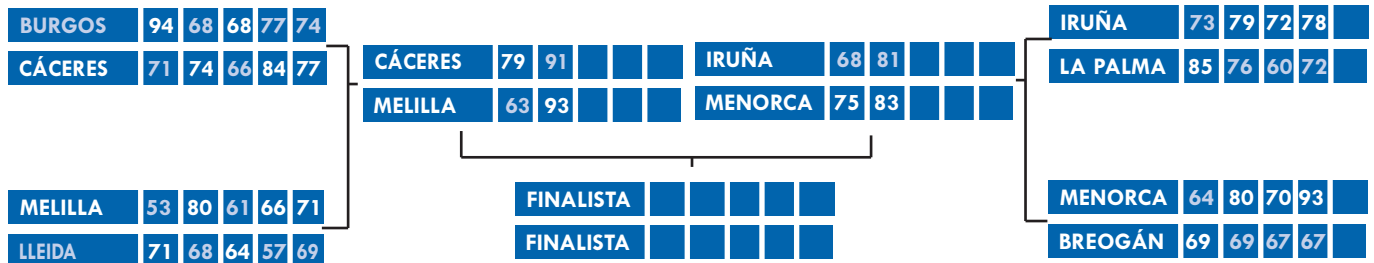 BURGOS 94 68 68 77 74
CÁCERES 71 74 66 84 77
MELILLA 53 80 61 66 71
LLEIDA 71 68 64 57 69
CÁCERES 79 91
MELILLA 63 93
IRUÑA 68 81
MENORCA 75 83
FINALISTA
FINALISTA
IRUÑA 73 79 72 78
LA PALMA 85 76 60 72
MENORCA 64 80 70 93
BREOGÁN 69 69 67 67